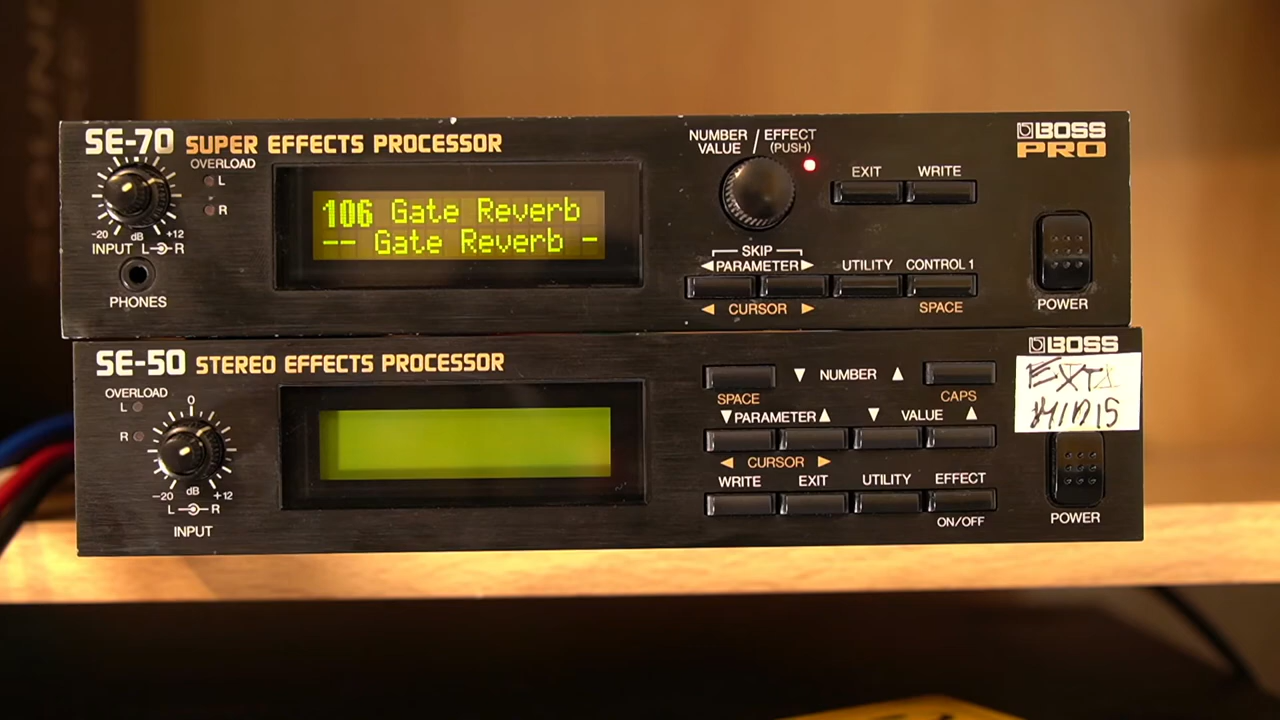 SE-70 SUPER EFFECTS PROCESSOR
OVERLOAD
L
R
-20 dB +12
INPUT L R
PHONES
106 Gate Reverb
-- Gate Reverb -
NUMBER / EFFECT
VALUE (PUSH)
EXIT WRITE
SKIP
◀PARAMETER▶ UTILITY CONTROL 1
◀ CURSOR ▶ SPACE
BOSS
PRO
POWER
SE-50 STEREO EFFECTS PROCESSOR
OVERLOAD
L
R
0
-20 dB +12
L R
INPUT
▼ NUMBER ▲
SPACE CAPS
▼PARAMETER▲ ▼ VALUE ▲
◀ CURSOR ▶
WRITE EXIT UTILITY EFFECT
ON/OFF
BOSS
POWER